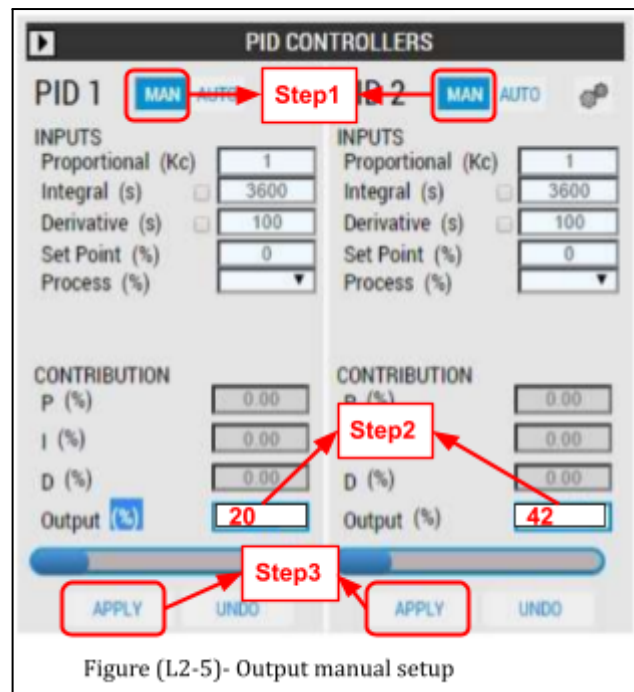 PID CONTROLLERS
PID 1 MAN AUTO
INPUTS
Proportional (Kc) 1
Integral (s) 3600
Derivative (s) 100
Set Point (%) 0
Process (%)
CONTRIBUTION
P (%) 0.00
I (%) 0.00
D (%) 0.00
Output (%) 20
APPLY UNDO
Step1
PID 2 MAN AUTO
INPUTS
Proportional (Kc) 1
Integral (s) 3600
Derivative (s) 100
Set Point (%) 0
Process (%)
CONTRIBUTION
P (%) 0.00
Step2
0.00
D (%) 0.00
Output (%) 42
Step3
APPLY UNDO
Figure (L2-5)- Output manual setup